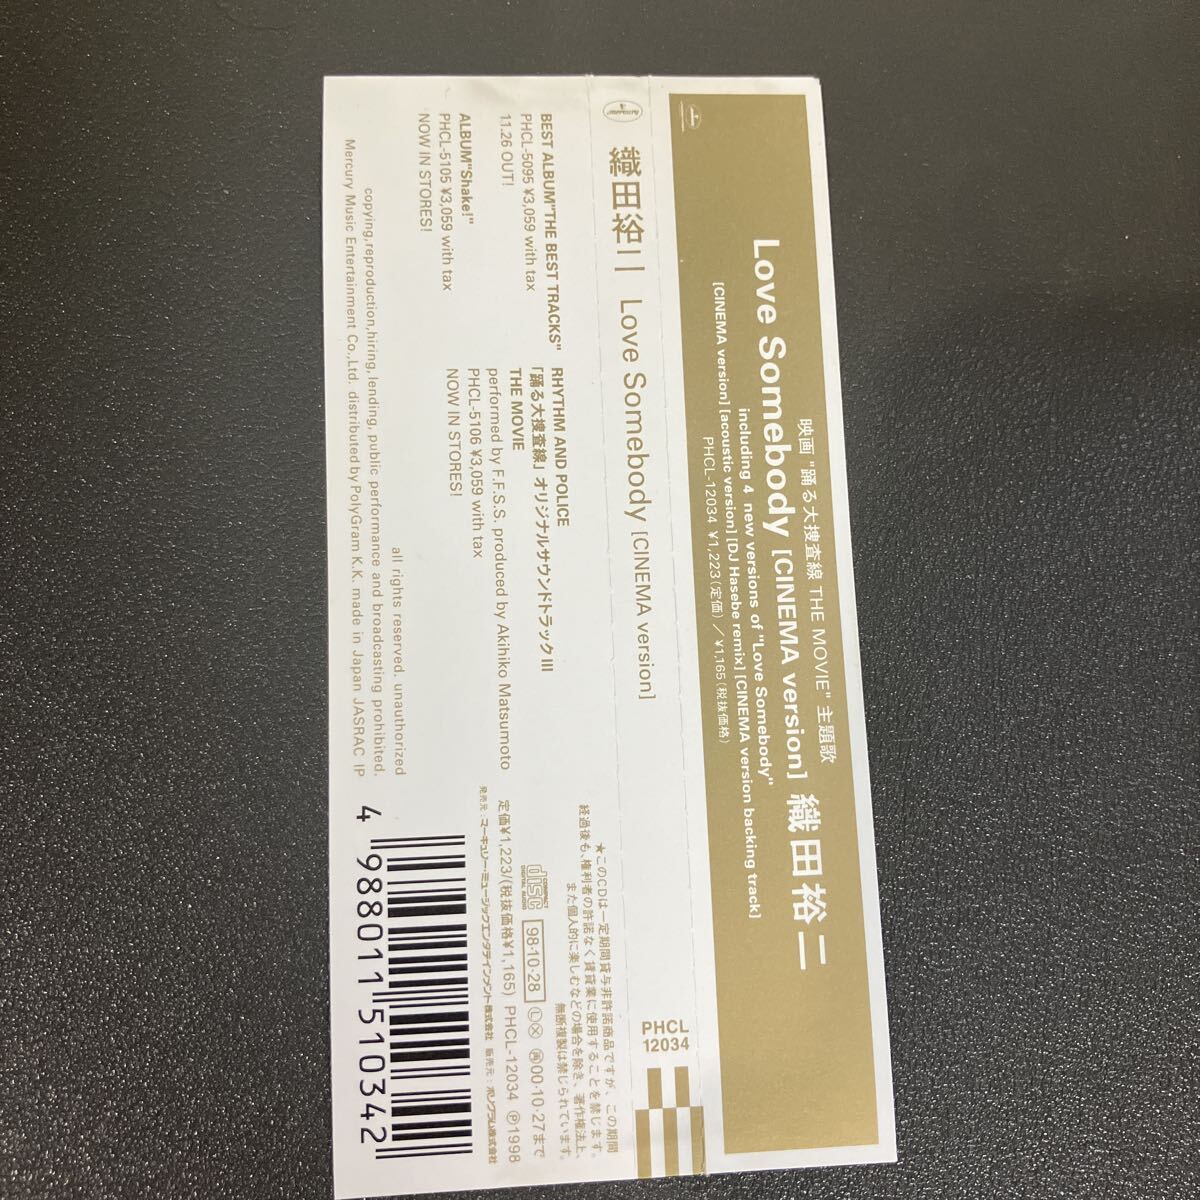 映画 "踊る大捜査線 THE MOVIE" 主題歌
Love Somebody [CINEMA version] 織田裕二
including 4 new versions of "Love Somebody"
[CINEMA version] [acoustic version] [DJ Hasebe remix] [CINEMA version backing track]
PHCL-12034 ¥1,223(定価)／¥1,165(税抜価格)
mercury
織田裕二 Love Somebody [CINEMA version]
PHCL
12034
BEST ALBUM"THE BEST TRACKS"
PHCL-5095 ¥3,059 with tax
11.26 OUT!
ALBUM"Shake!"
PHCL-5105 ¥3,059 with tax
NOW IN STORES!
RHYTHM AND POLICE
「踊る大捜査線」オリジナルサウンドトラックIII
THE MOVIE
performed by F.F.S.S. produced by Akihiko Matsumoto
PHCL-5106 ¥3,059 with tax
NOW IN STORES!
★このCDは一定期間貸与非許諾商品ですが、この期間
経過後も、権利者の許諾なく賃貸業に使用することを禁じます。
また個人的に楽しむなどの場合を除き、著作権法上、
無断複製は禁じられています。
COMPACT
disc
DIGITAL AUDIO
98・10・28 Ⓛ Ⓧ ㊙00・10・27まで
定価¥1,223/(税抜価格¥1,165) PHCL-12034 Ⓟ1998
発売元：マーキュリー・ミュージックエンタテインメント株式会社 販売元：ポリグラム株式会社
all rights reserved. unauthorized
copying,reproduction,hiring, lending, public performance and broadcasting prohibited.
Mercury Music Entertainment Co.,Ltd. distributed by PolyGram K.K. made in Japan JASRAC IP
4 988011 510342